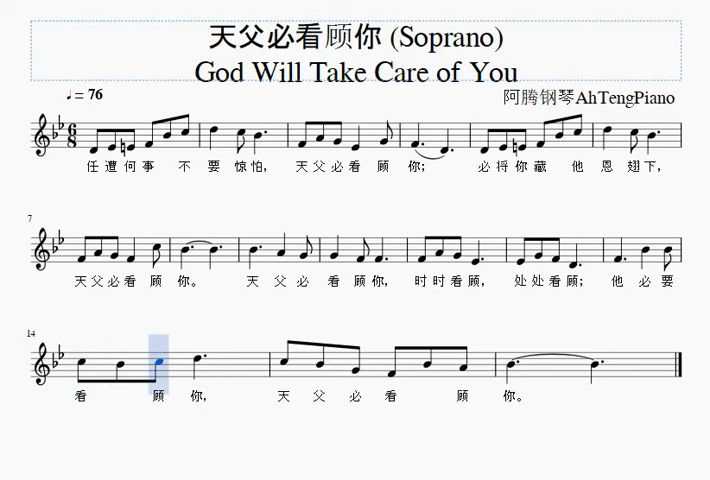 天父必看顾你 (Soprano)
God Will Take Care of You
♩= 76
阿腾钢琴AhTengPiano
6
8
任遭何事 不 要 惊怕， 天父必看 顾 你； 必将你藏 他 恩 翅下，
7
天父必看 顾 你。 天 父 必 看 顾你， 时时看顾， 处处看顾； 他 必 要
14
看 顾 你， 天 父 必 看 顾 你。